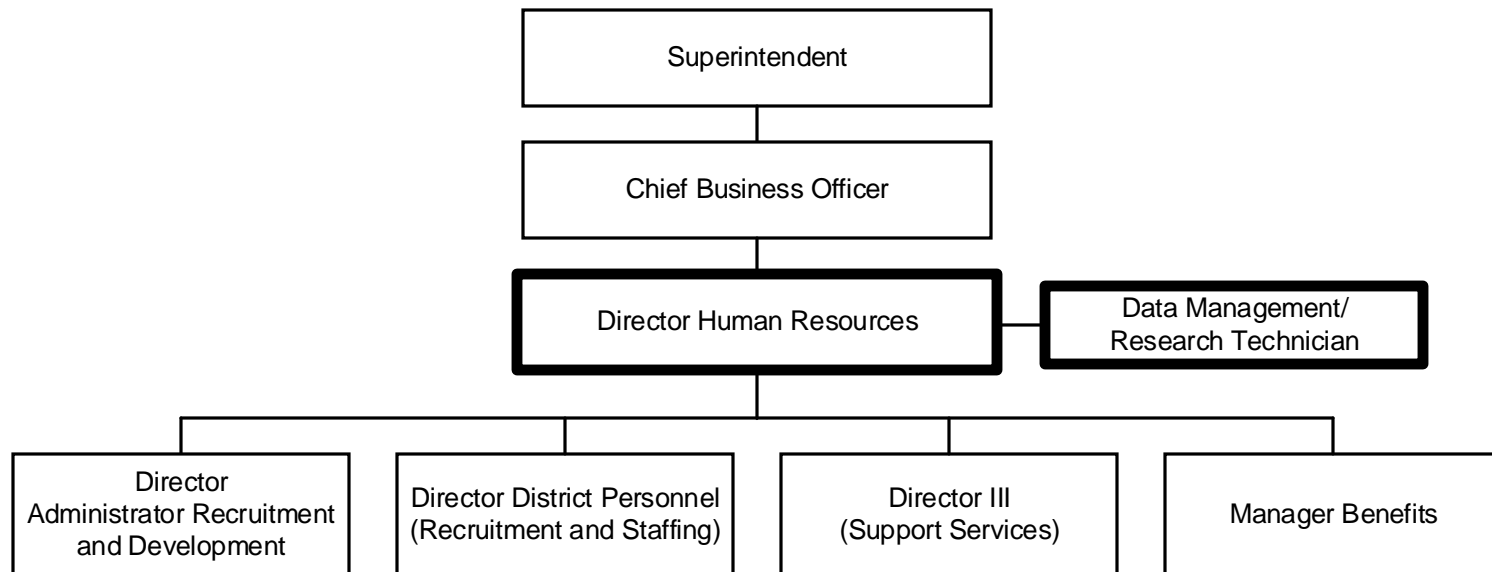 Superintendent
Chief Business Officer
Director Human Resources
Data Management/
Research Technician
Director
Administrator Recruitment
and Development
Director District Personnel
(Recruitment and Staffing)
Director III
(Support Services)
Manager Benefits